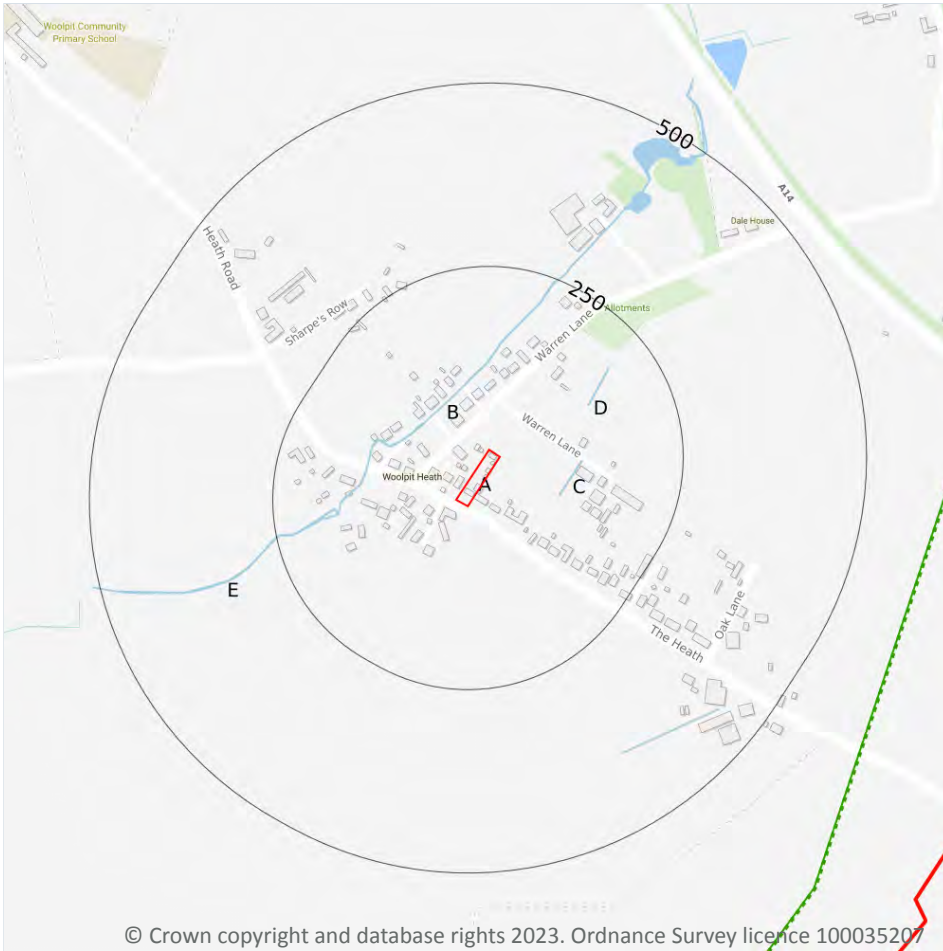 Woolpit Community
Primary School
500
A14
Dale House
Heath Road
250
Allotments
Sharpe's Row
Warren Lane
B
D
Warren Lane
Woolpit Heath
A
C
E
Oak Lane
The Heath
© Crown copyright and database rights 2023. Ordnance Survey licence 100035207